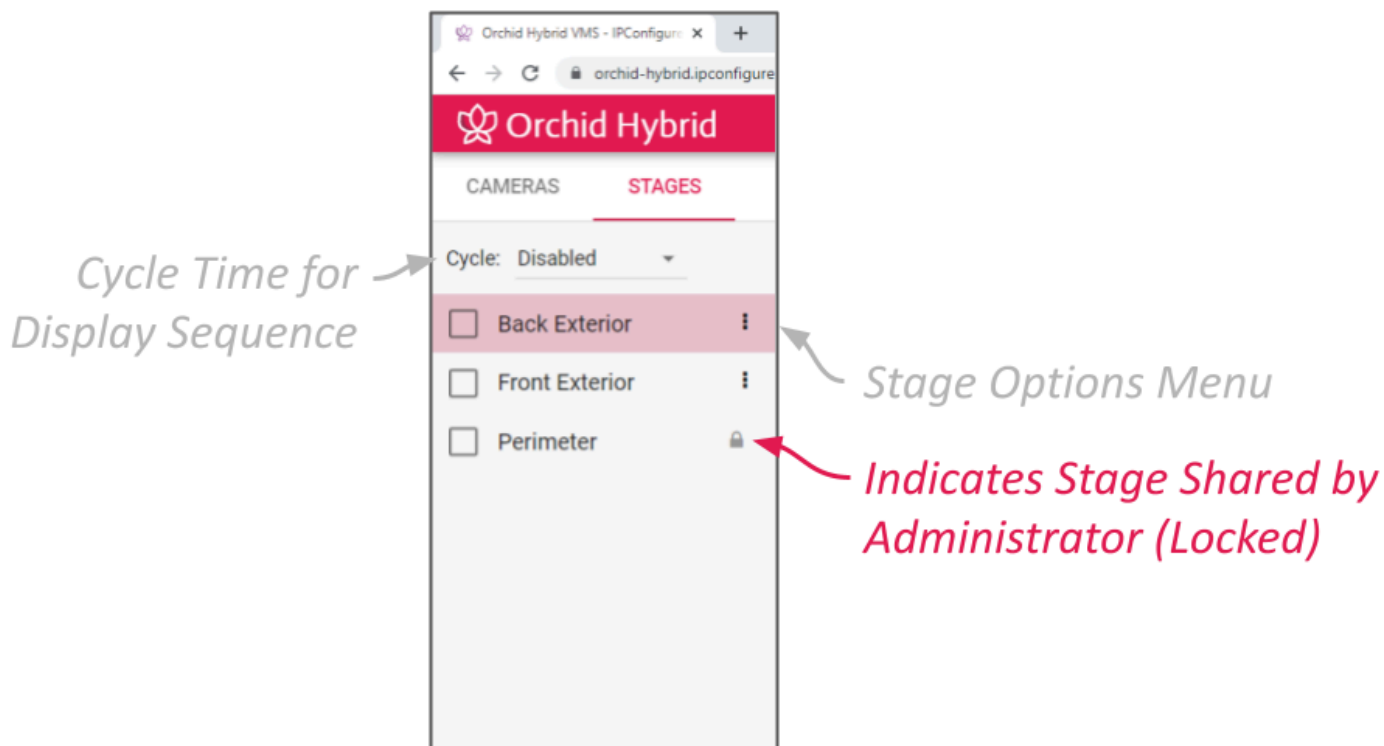 Orchid Hybrid VMS - IPConfigure
orchid-hybrid.ipconfigure
Orchid Hybrid
CAMERAS STAGES
Cycle: Disabled
Cycle Time for
Display Sequence
Back Exterior
Front Exterior
Stage Options Menu
Perimeter
Indicates Stage Shared by
Administrator (Locked)